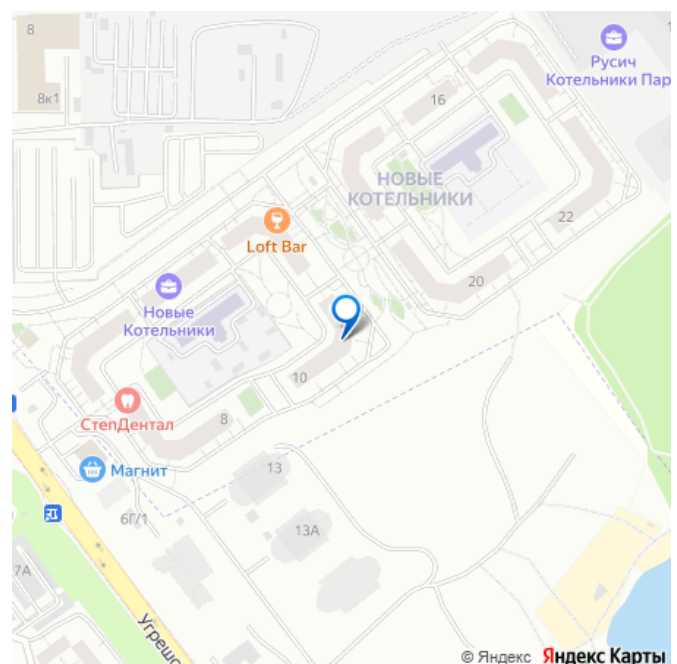 8
8к1
16
Русич
Котельники Пар
НОВЫЕ
КОТЕЛЬНИКИ
22
Loft Bar
20
Новые
Котельники
10
СтепДентал
8
Магнит
13
6Г/1
13А
7А
Угрешс
© Яндекс Яндекс Карты